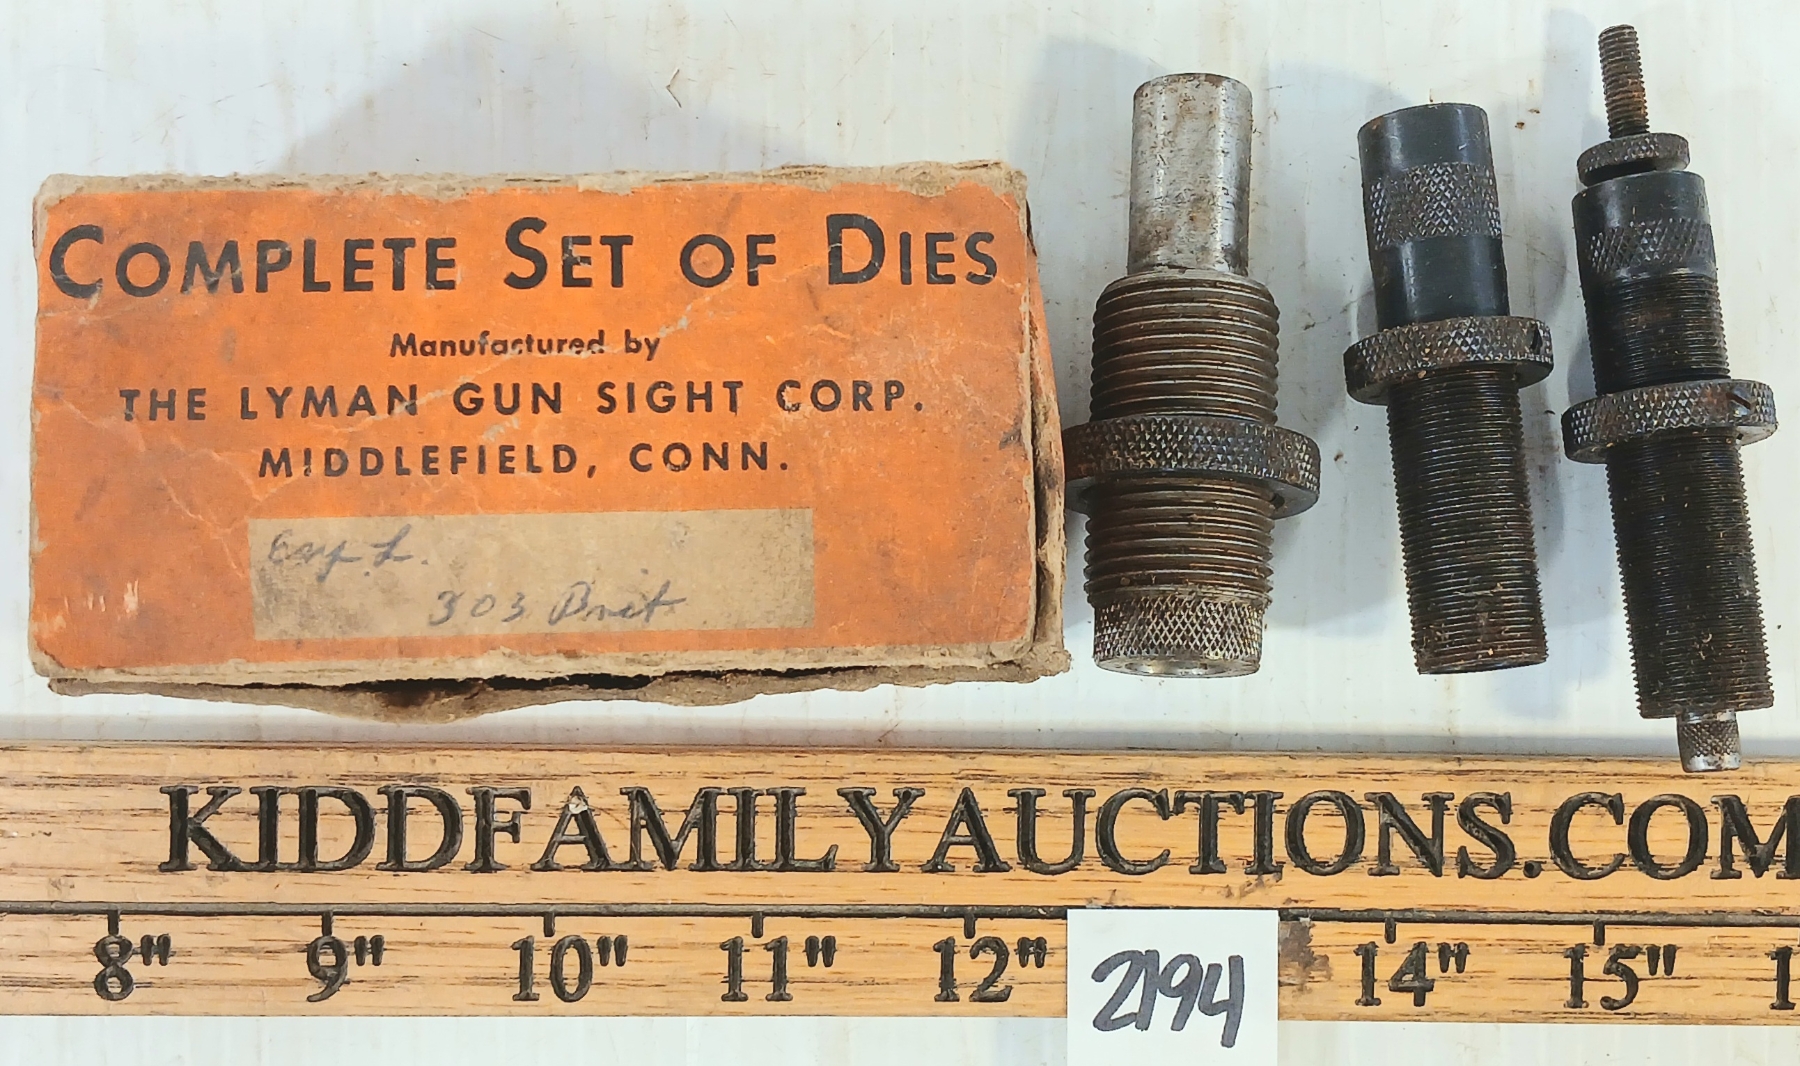 COMPLETE SET OF DIES
Manufactured by
THE LYMAN GUN SIGHT CORP.
MIDDLEFIELD, CONN.
303 Brit
KIDDFAMILYAUCTIONS.COM
8" 9" 10" 11" 12" 14" 15"
2194